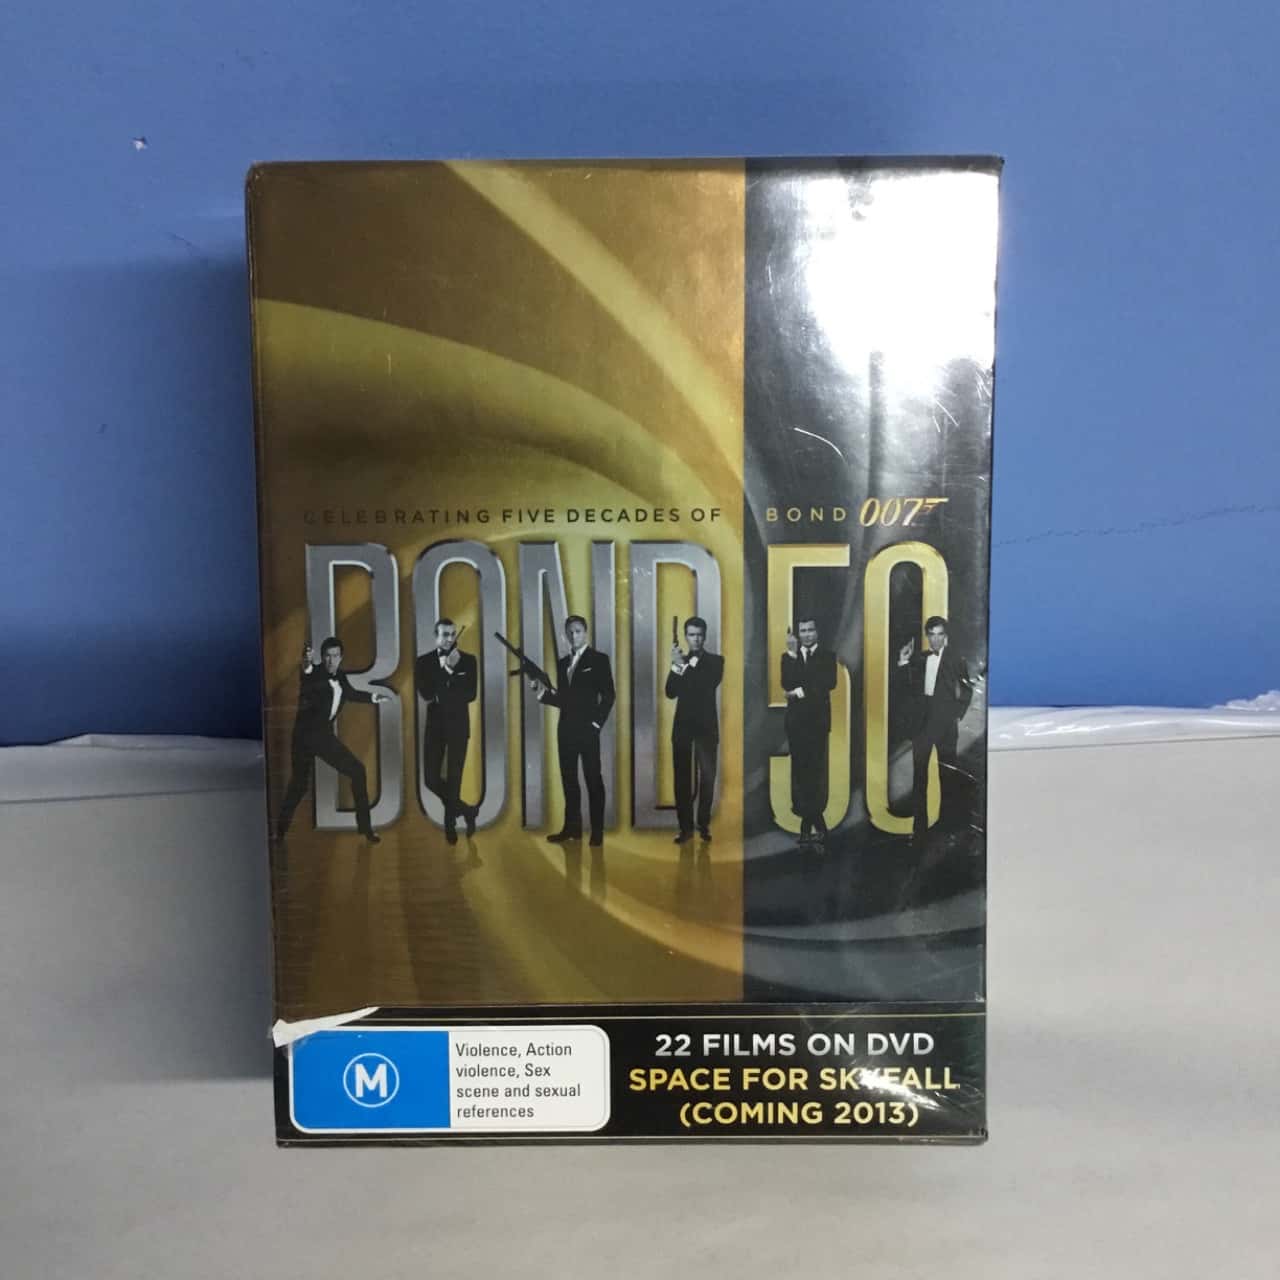 CELEBRATING FIVE DECADES OF BOND 007
BOND 50
M
Violence, Action
violence, Sex
scene and sexual
references
22 FILMS ON DVD
SPACE FOR SKYFALL
(COMING 2013)